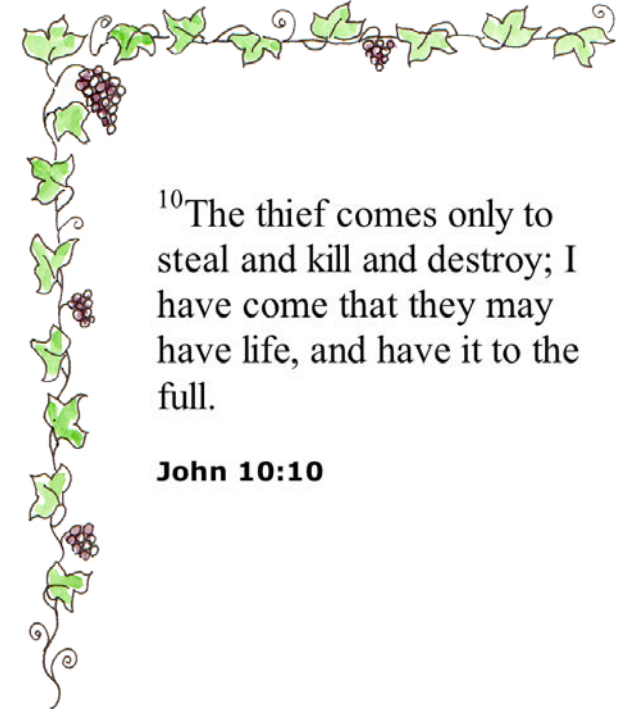 10The thief comes only to
steal and kill and destroy; I
have come that they may
have life, and have it to the
full.
John 10:10